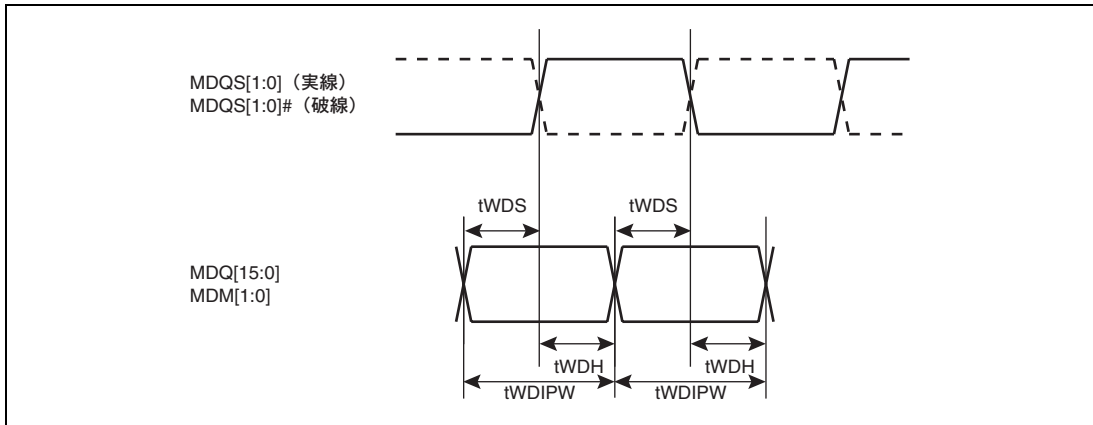 MDQS[1:0]（実線）
MDQS[1:0]#（破線）
tWDS
tWDS
MDQ[15:0]
MDM[1:0]
tWDH
tWDH
tWDIPW
tWDIPW